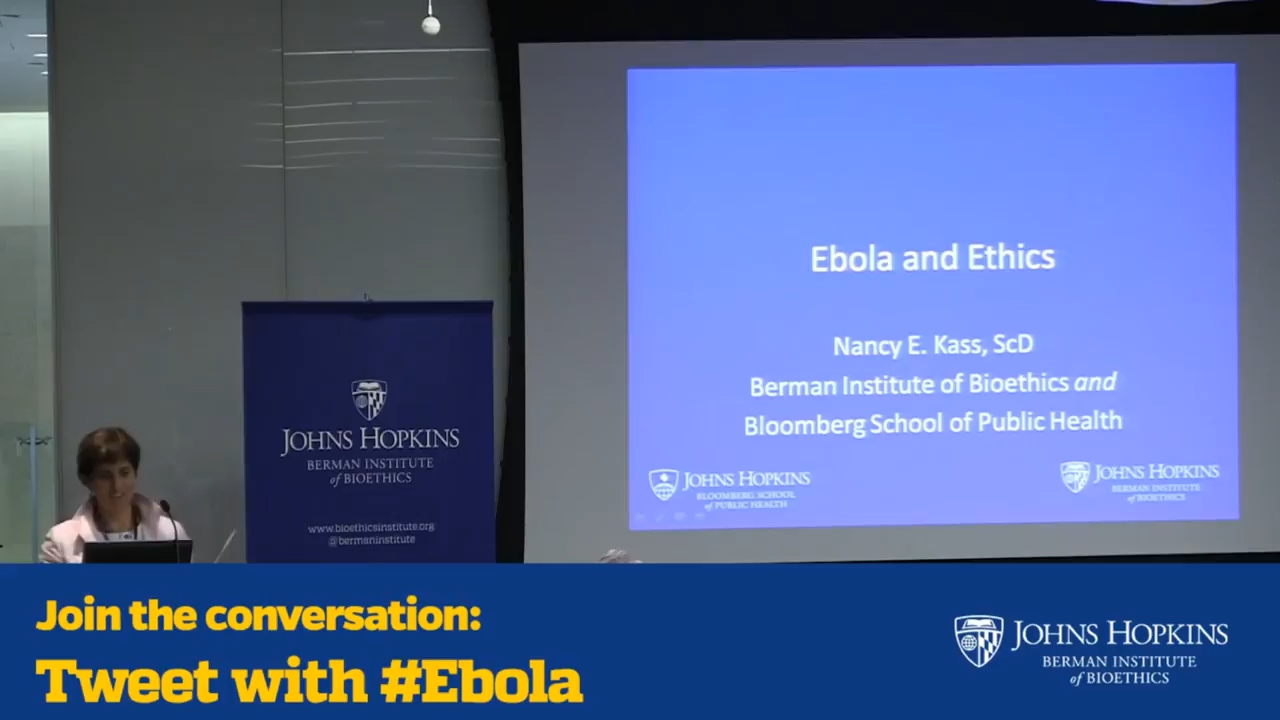 Ebola and Ethics
Nancy E. Kass, ScD
Berman Institute of Bioethics and
Bloomberg School of Public Health
JOHNS HOPKINS
BLOOMBERG SCHOOL
of PUBLIC HEALTH
JOHNS HOPKINS
BERMAN INSTITUTE
of BIOETHICS
JOHNS HOPKINS
BERMAN INSTITUTE
of BIOETHICS
www.bioethicsinstitute.org
@bermaninstitute
Join the conversation:
Tweet with #Ebola
JOHNS HOPKINS
BERMAN INSTITUTE
of BIOETHICS